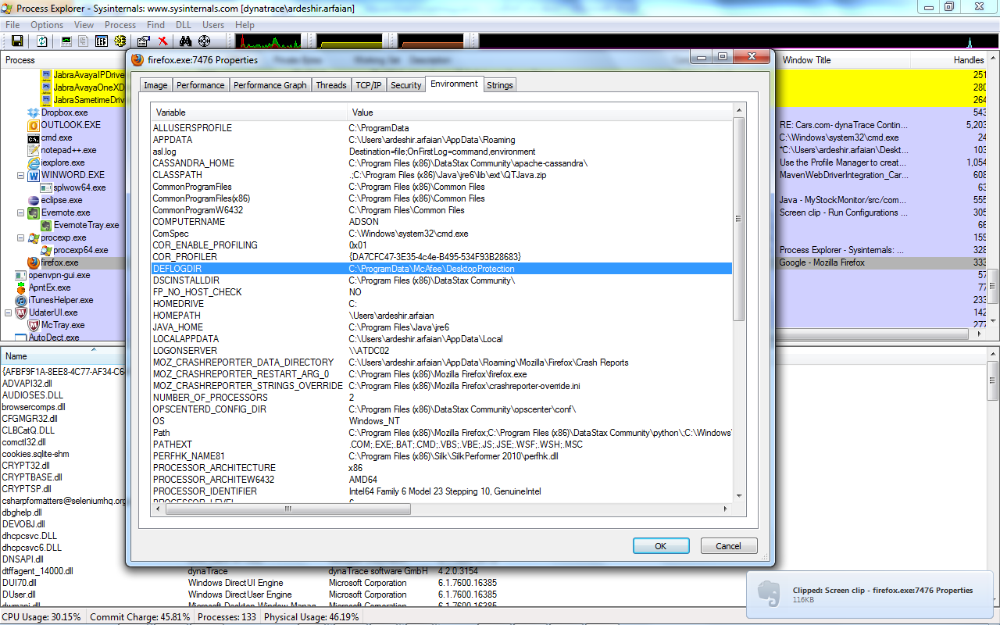 Process Explorer - Sysinternals: www.sysinternals.com [dynatrace\ardeshir.arfaian]
File Options View Process Find DLL Users Help
Process
Window Title Handles
firefox.exe:7476 Properties
Image Performance Performance Graph Threads TCP/IP Security Environment Strings
Variable Value
ALLUSERSPROFILE C:\ProgramData
APPDATA C:\Users\ardeshir.arfaian\AppData\Roaming
asl.log Destination=file;OnFirstLog=command,environment
CASSANDRA_HOME C:\Program Files (x86)\DataStax Community\apache-cassandra\
CLASSPATH .;C:\Program Files (x86)\Java\jre6\lib\ext\QTJava.zip
CommonProgramFiles C:\Program Files (x86)\Common Files
CommonProgramFiles(x86) C:\Program Files (x86)\Common Files
CommonProgramW6432 C:\Program Files\Common Files
COMPUTERNAME ADSON
ComSpec C:\Windows\system32\cmd.exe
COR_ENABLE_PROFILING 0x01
COR_PROFILER {DA7CFC47-3E35-4c4e-B495-534F93B28683}
DEFLOGDIR C:\ProgramData\McAfee\DesktopProtection
DSCINSTALLDIR C:\Program Files (x86)\DataStax Community\
FP_NO_HOST_CHECK NO
HOMEDRIVE C:
HOMEPATH \Users\ardeshir.arfaian
JAVA_HOME C:\Program Files\Java\jre6
LOCALAPPDATA C:\Users\ardeshir.arfaian\AppData\Local
LOGONSERVER \\ATDC02
MOZ_CRASHREPORTER_DATA_DIRECTORY C:\Users\ardeshir.arfaian\AppData\Roaming\Mozilla\Firefox\Crash Reports
MOZ_CRASHREPORTER_RESTART_ARG_0 C:\Program Files (x86)\Mozilla Firefox\firefox.exe
MOZ_CRASHREPORTER_STRINGS_OVERRIDE C:\Program Files (x86)\Mozilla Firefox\crashreporter-override.ini
NUMBER_OF_PROCESSORS 2
OPSCENTERD_CONFIG_DIR C:\Program Files (x86)\DataStax Community\opscenter\conf\
OS Windows_NT
Path C:\Program Files (x86)\Mozilla Firefox;C:\Program Files (x86)\DataStax Community\python\;C:\Windows\
PATHEXT .COM;.EXE;.BAT;.CMD;.VBS;.VBE;.JS;.JSE;.WSF;.WSH;.MSC
PERFHK_NAME81 C:\Program Files (x86)\Silk\SilkPerformer 2010\perfhk.dll
PROCESSOR_ARCHITECTURE x86
PROCESSOR_ARCHITEW6432 AMD64
PROCESSOR_IDENTIFIER Intel64 Family 6 Model 23 Stepping 10, GenuineIntel
PROCESSOR_LEVEL 6
OK Cancel
JabraAvayaIPDrive 251
JabraAvayaOneXD 280
JabraSametimeDriv 264
Dropbox.exe 543
OUTLOOK.EXE RE: Cars.com- dynaTrace Contin... 5,203
cmd.exe C:\Windows\system32\cmd.exe 24
notepad++.exe *C:\Users\ardeshir.arfaian\Deskt... 103
iexplore.exe Use the Profile Manager to creat... 1,054
WINWORD.EXE MavenWebDriverIntegration_Car... 608
splwow64.exe 63
eclipse.exe Java - MyStockMonitor/src/com... 555
Evernote.exe Screen clip - Run Configurations ... 305
EvernoteTray.exe 66
procexp.exe 155
procexp64.exe Process Explorer - Sysinternals: ... 328
firefox.exe Google - Mozilla Firefox 333
openvpn-gui.exe 57
ApntEx.exe 77
iTunesHelper.exe 233
UdaterUI.exe 142
McTray.exe 277
AutoDect.exe
Name
{AFBF9F1A-8EE8-4C77-AF34-C6
ADVAPI32.dll
AUDIOSES.DLL
browsercomps.dll
CFGMGR32.dll
CLBCatQ.DLL
comctl32.dll
cookies.sqlite-shm
CRYPT32.dll
CRYPTBASE.dll
CRYPTSP.dll
csharpformatters@seleniumhq.org
dbghelp.dll
DEVOBJ.dll
dhcpcsvc.DLL
dhcpcsvc6.DLL
DNSAPI.dll
dtffagent_14000.dll dynaTrace dynaTrace software GmbH 4.2.0.3154
DUI70.dll Windows DirectUI Engine Microsoft Corporation 6.1.7600.16385
DUser.dll Windows DirectUI Engine Microsoft Corporation 6.1.7600.16385
dwmapi.dll Microsoft Desktop Window Manag... Microsoft Corporation 6.1.7600.16385
Clipped: Screen clip - firefox.exe:7476 Properties
116KB
CPU Usage: 30.15% Commit Charge: 45.81% Processes: 133 Physical Usage: 46.19%